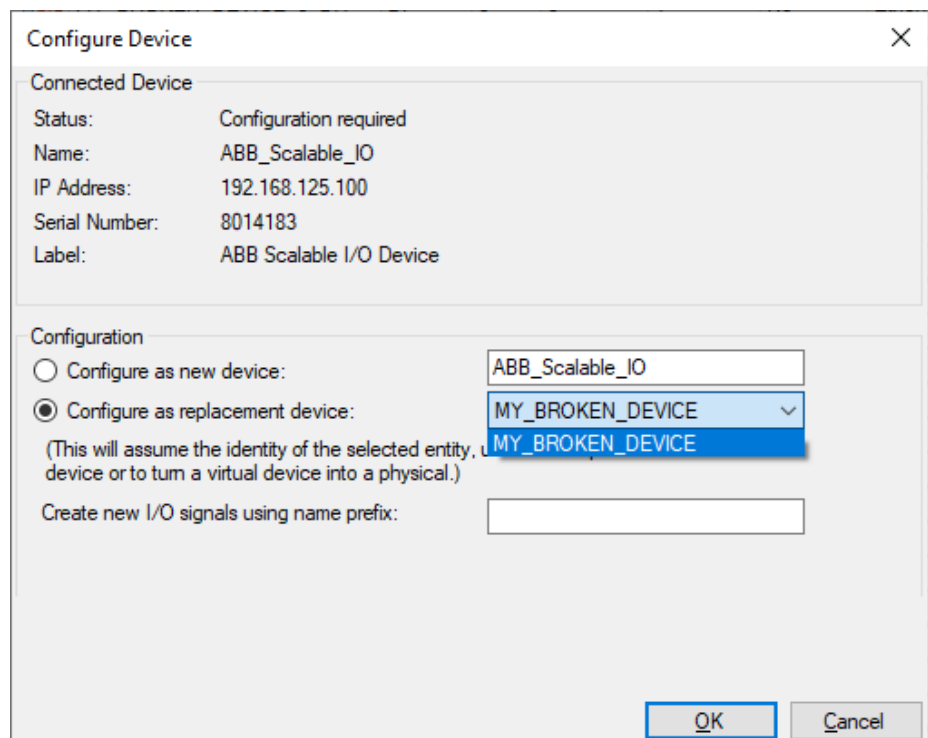 Configure Device
Connected Device
Status: Configuration required
Name: ABB_Scalable_IO
IP Address: 192.168.125.100
Serial Number: 8014183
Label: ABB Scalable I/O Device
Configuration
Configure as new device: ABB_Scalable_IO
Configure as replacement device: MY_BROKEN_DEVICE
MY_BROKEN_DEVICE
(This will assume the identity of the selected entity,
device or to turn a virtual device into a physical.)
Create new I/O signals using name prefix:
OK Cancel